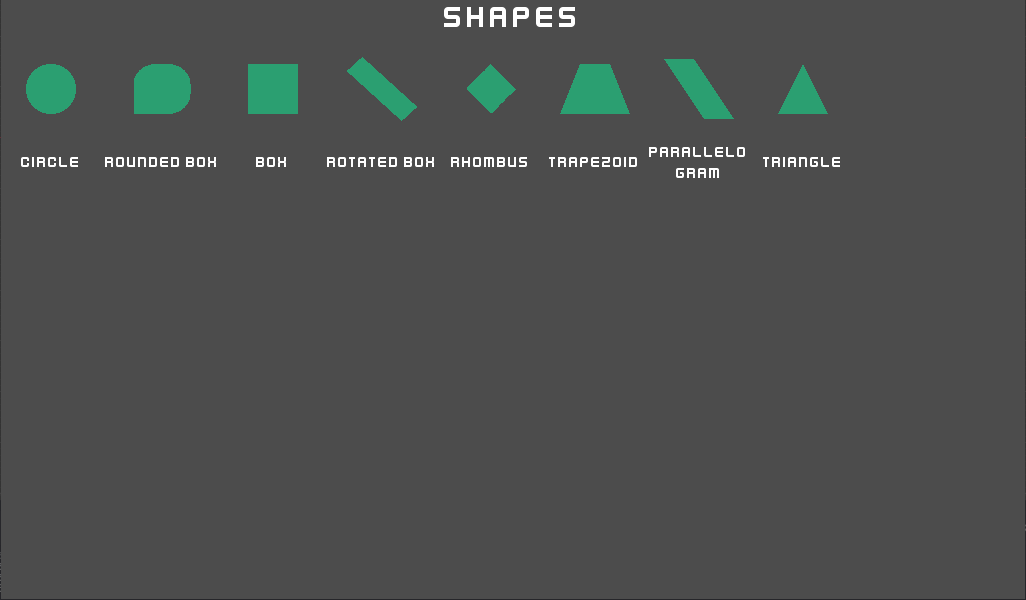 SHAPES
CIRCLE
ROUNDED BOX
BOX
ROTATED BOX
RHOMBUS
TRAPEZOID
PARALLELO
GRAM
TRIANGLE